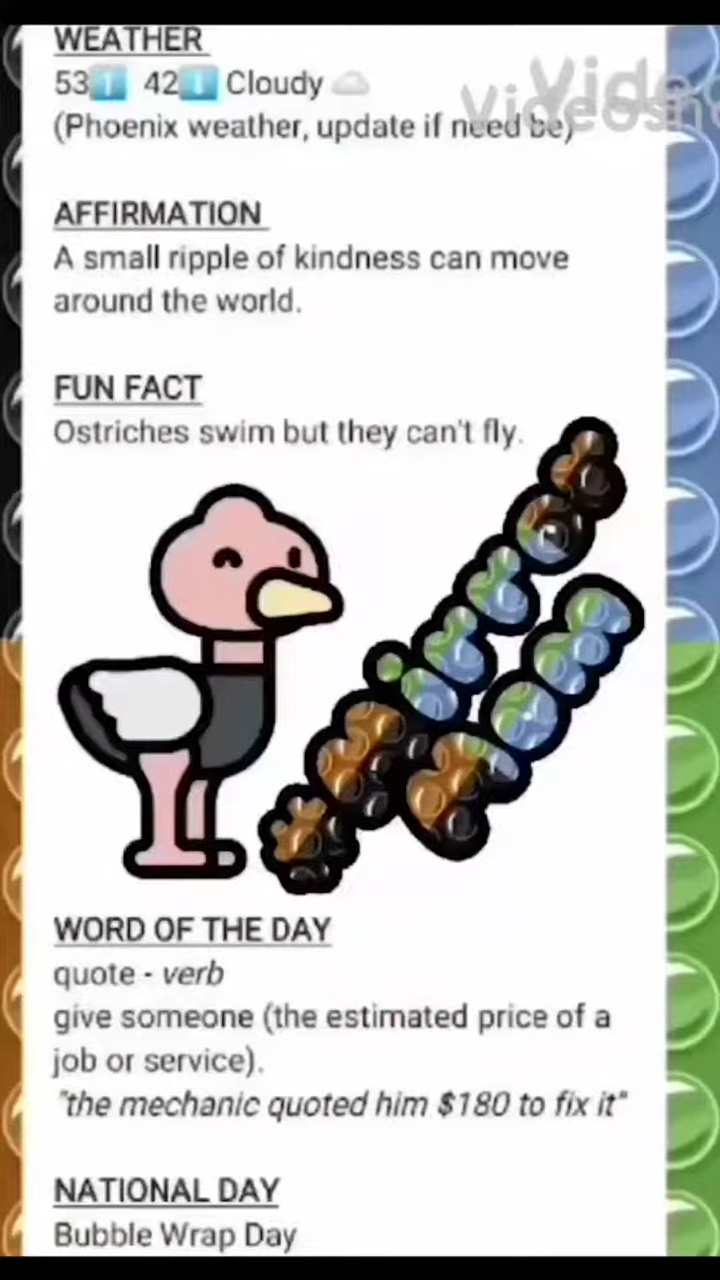 WEATHER
53⬆️ 42⬇️ Cloudy ☁️
(Phoenix weather, update if need be)
AFFIRMATION
A small ripple of kindness can move
around the world.
FUN FACT
Ostriches swim but they can't fly.
WORD OF THE DAY
quote - verb
give someone (the estimated price of a
job or service).
"the mechanic quoted him $180 to fix it"
NATIONAL DAY
Bubble Wrap Day